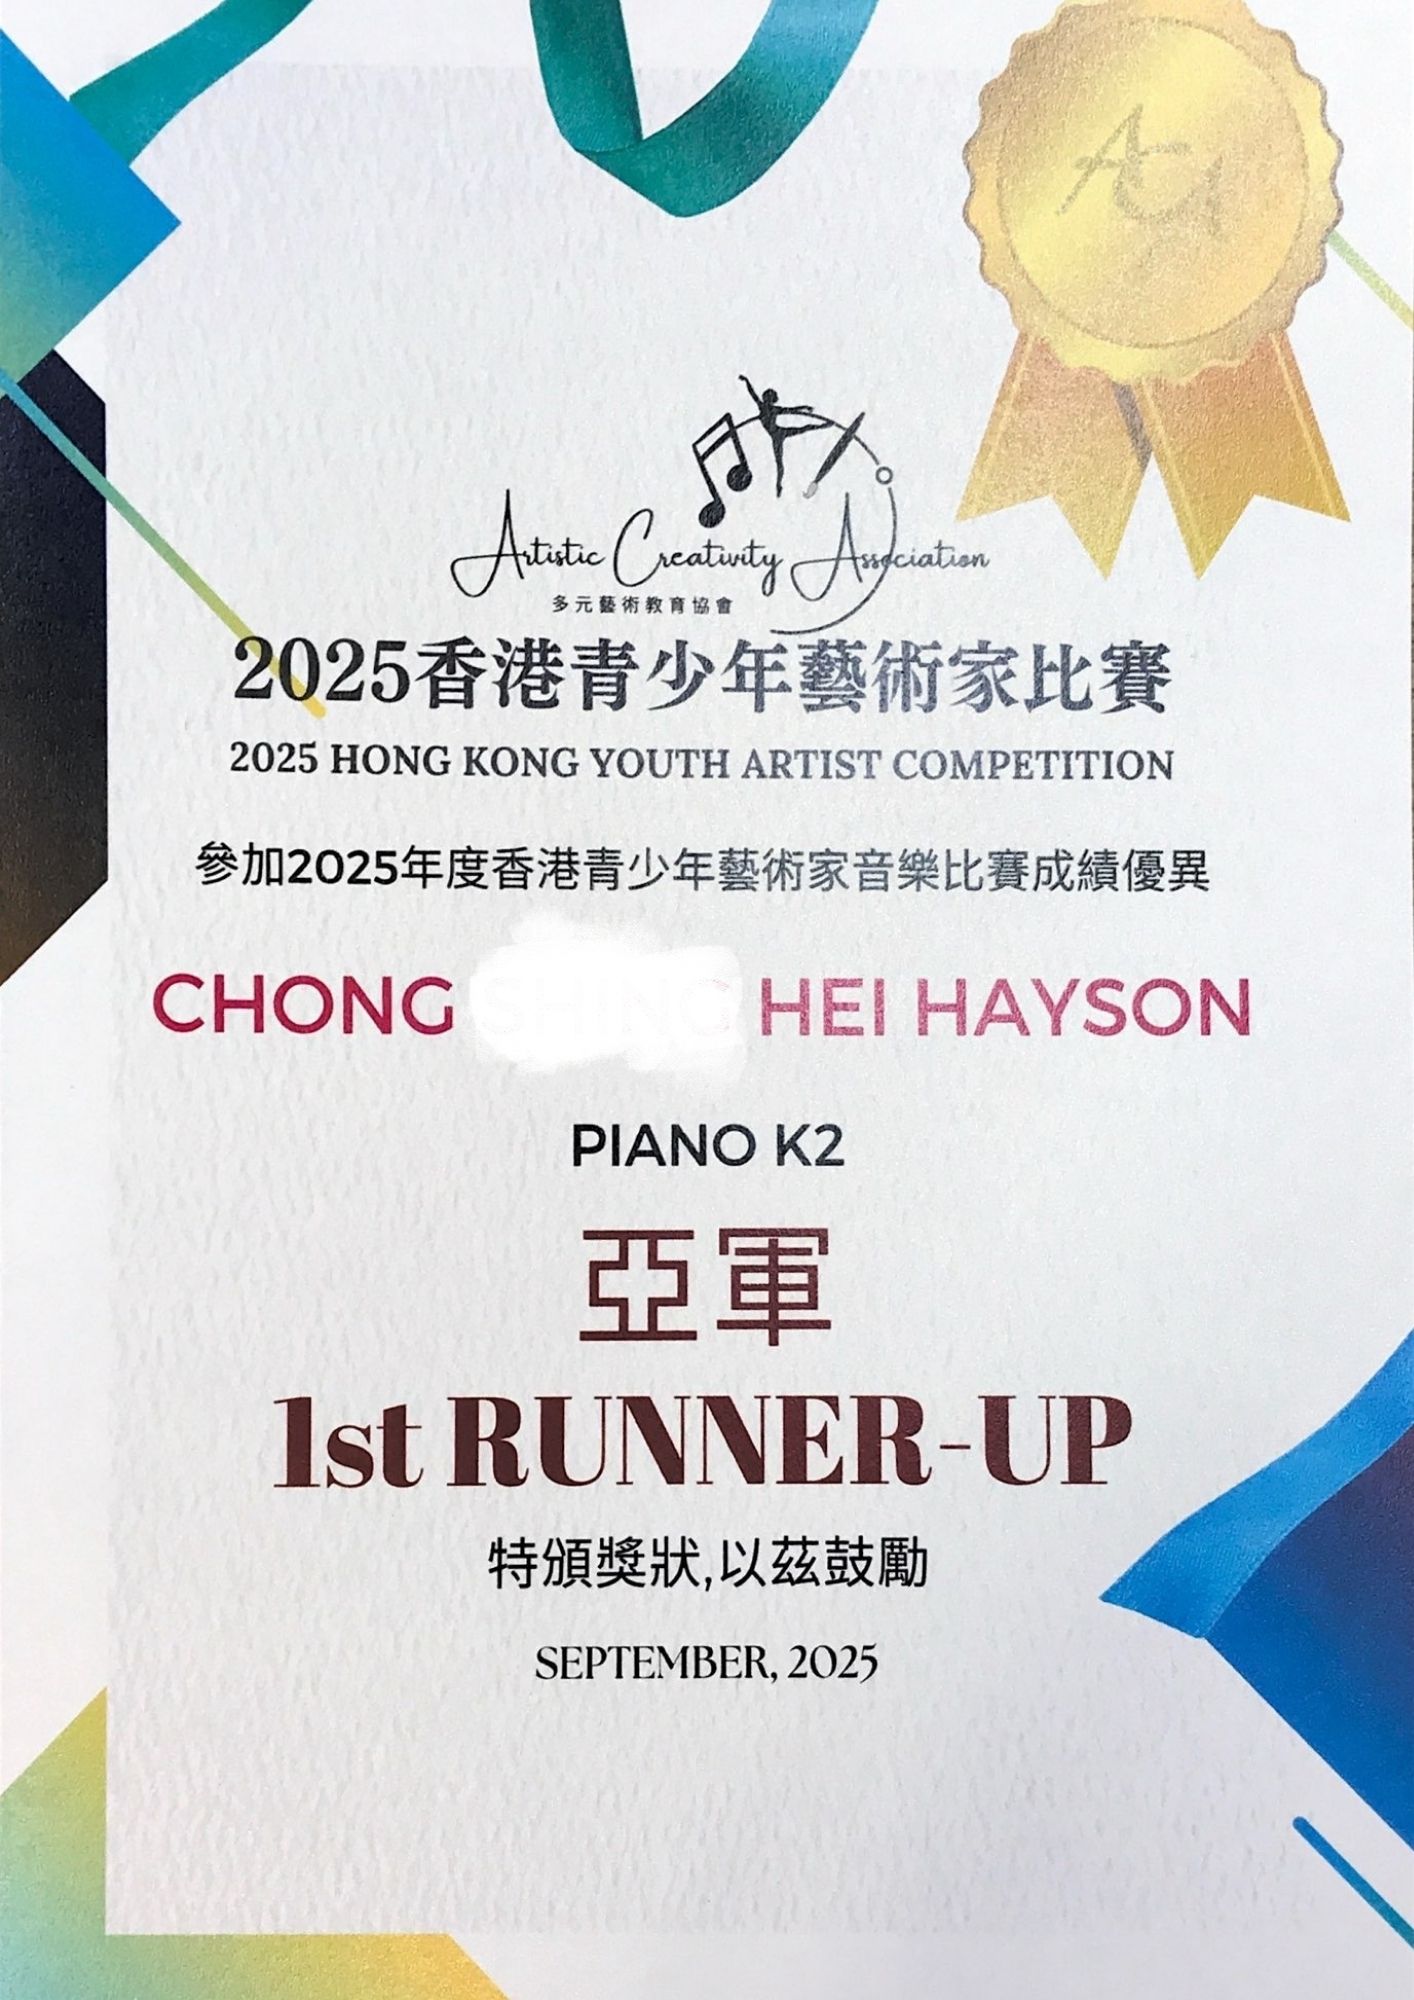 ACA
Artistic Creativity Association
多元藝術教育協會
2025香港青少年藝術家比賽
2025 HONG KONG YOUTH ARTIST COMPETITION
參加2025年度香港青少年藝術家音樂比賽成績優異
CHONG HEI HAYSON
PIANO K2
亞軍
1st RUNNER-UP
特頒獎狀,以茲鼓勵
SEPTEMBER, 2025